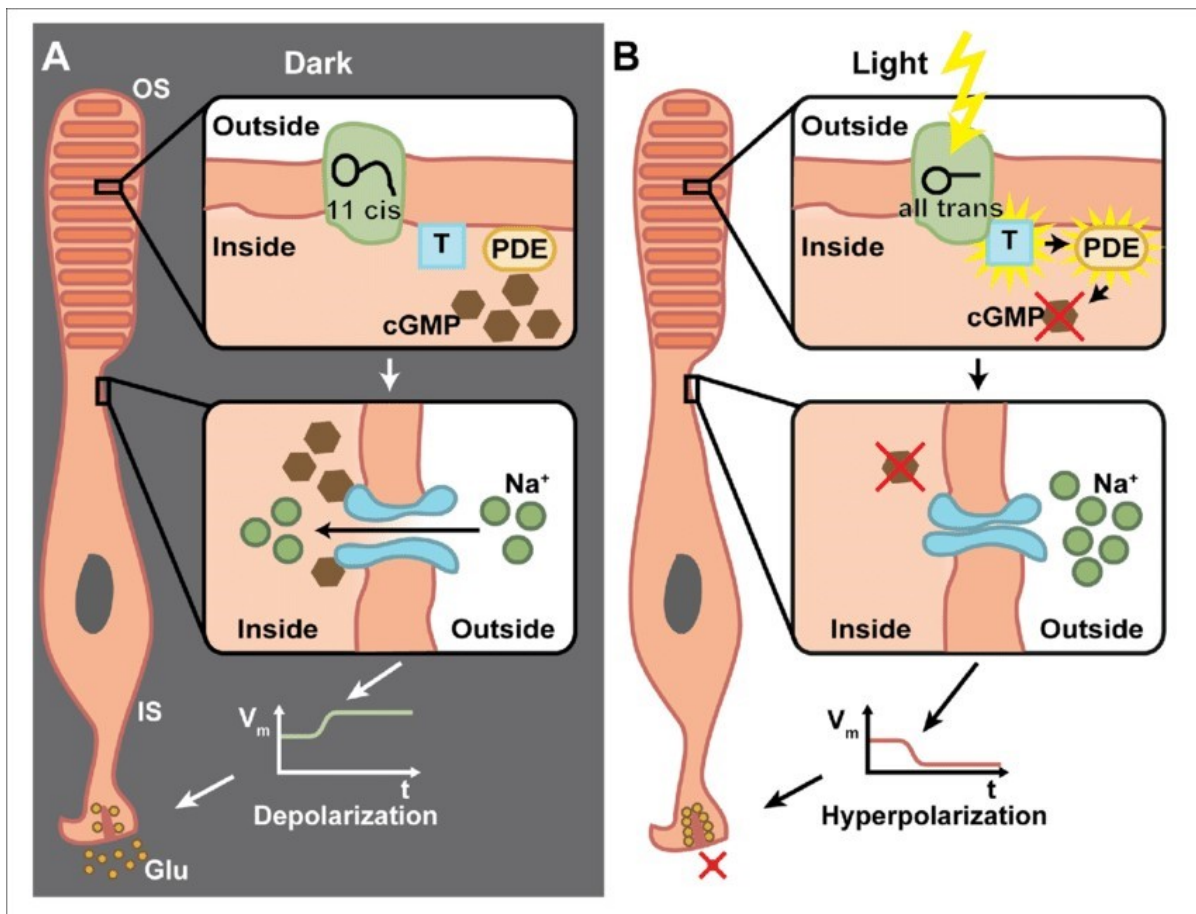 A
Dark
OS
Outside
11 cis
T
PDE
Inside
cGMP
Na⁺
Inside
Outside
IS
Vₘ
t
Depolarization
Glu
B
Light
Outside
all trans
T
PDE
Inside
cGMP
Na⁺
Inside
Outside
Vₘ
t
Hyperpolarization